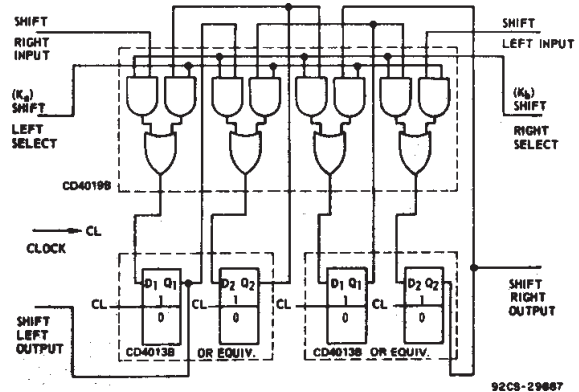 SHIFT
RIGHT
INPUT
SHIFT
LEFT INPUT
(Ka)
SHIFT
LEFT
SELECT
(Kb)
SHIFT
RIGHT
SELECT
CD4019B
CL
CLOCK
D1 Q1
1
0
D2 Q2
1
0
D1 Q1
1
0
D2 Q2
1
0
CL
CL
CL
CL
SHIFT
LEFT
OUTPUT
SHIFT
RIGHT
OUTPUT
CD4013B OR EQUIV.
CD4013B OR EQUIV.
92CS-29887